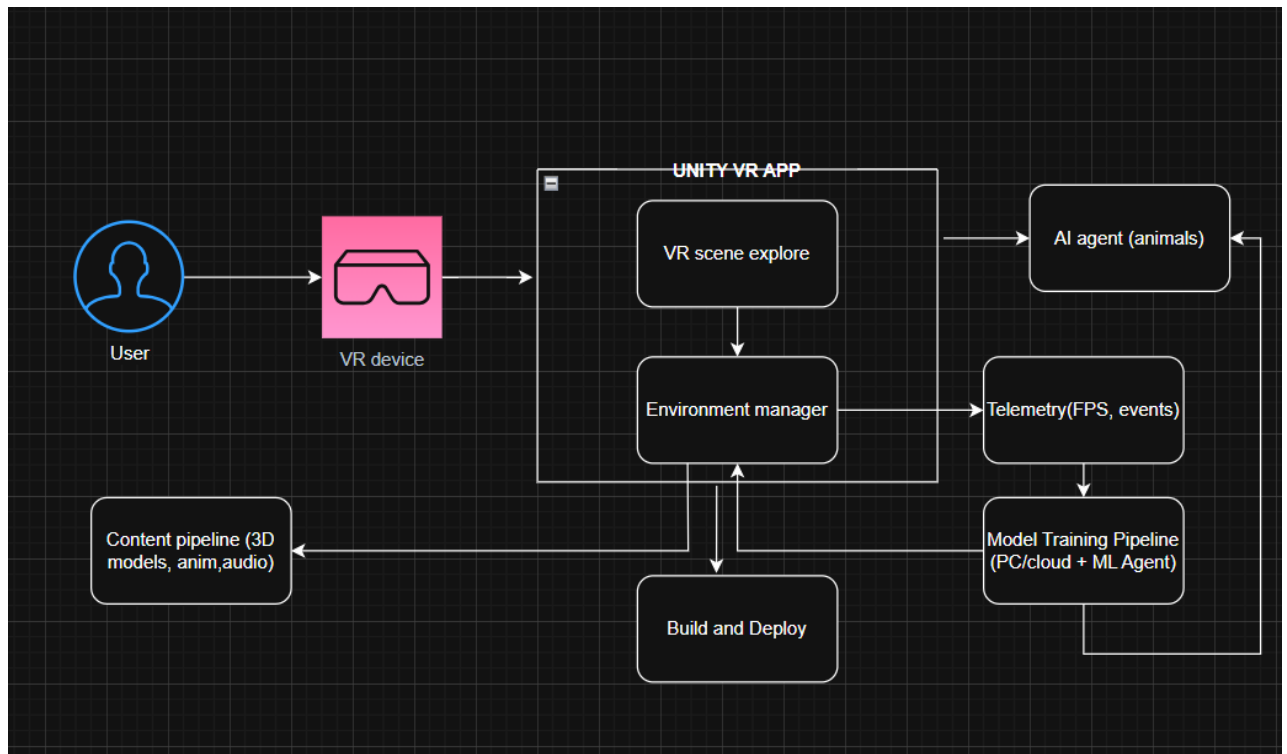 UNITY VR APP
VR scene explore
AI agent (animals)
User
VR device
Environment manager
Telemetry(FPS, events)
Content pipeline (3D
models, anim,audio)
Model Training Pipeline
(PC/cloud + ML Agent)
Build and Deploy